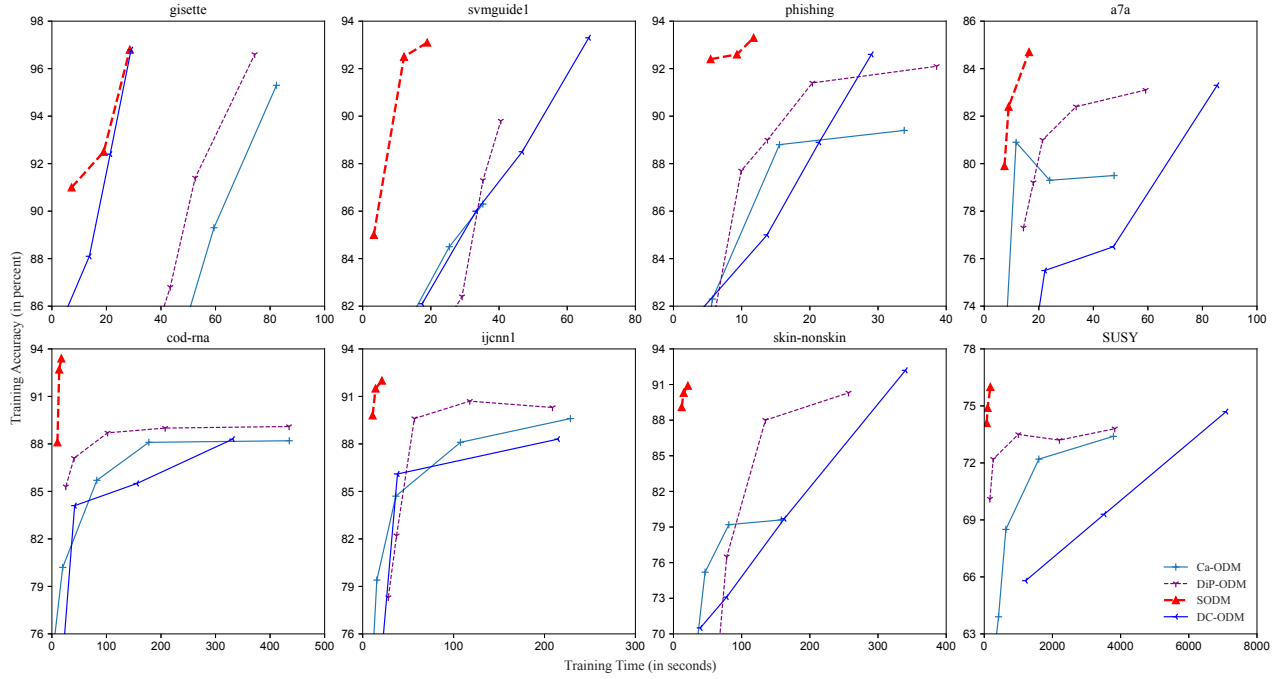 gisette svmguide1 phishing a7a
98 94 94 86
96 92 92 84
94 90 90 82
92 88 88 80
90 86 86 78
88 84 84 76
86 82 82 74
0 20 40 60 80 100 0 20 40 60 80 0 10 20 30 40 0 20 40 60 80 100
Training Accuracy (in percent)
cod-rna ijcnn1 skin-nonskin SUSY
94 94 94 78
91 91 91 75
88 88 88 72
85 85 85 69
82 82 82 66
79 79 79 63
76 76 76
73
70
0 100 200 300 400 500 0 100 200 300 0 100 200 300 400 0 2000 4000 6000 8000
Ca-ODM
DiP-ODM
SODM
DC-ODM
Training Time (in seconds)